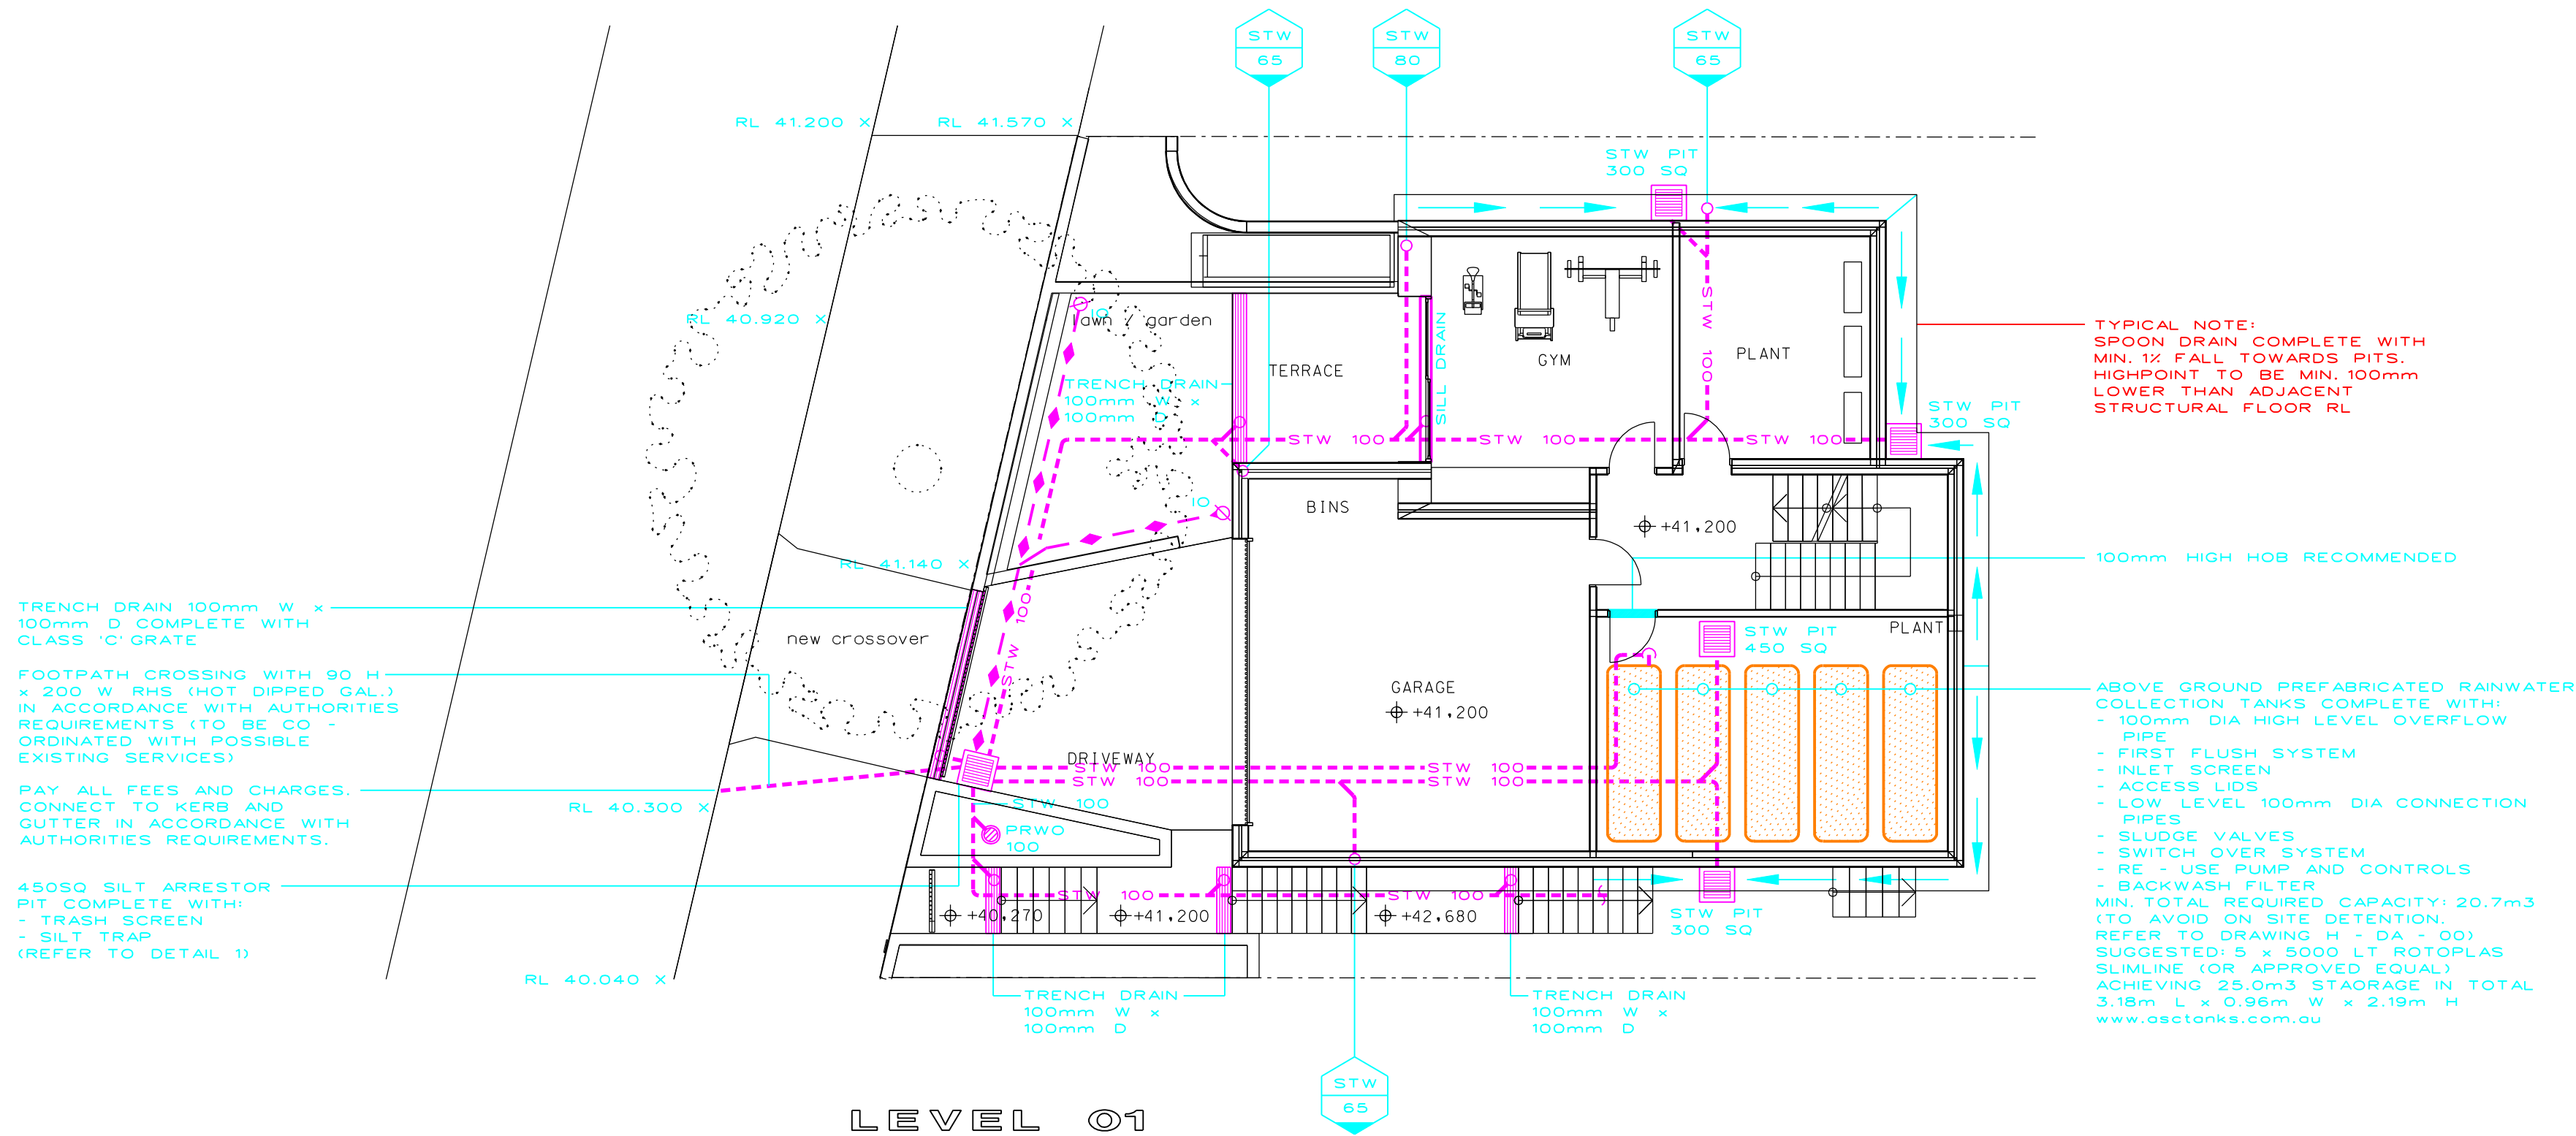 STW
65
STW
80
STW
65
RL 41.200 X
RL 41.570 X
STW PIT
300 SQ
RL 40.920 X
IO
lawn / garden
TRENCH DRAIN
100mm W x
100mm D
TERRACE
SILL DRAIN
GYM
STW 100
PLANT
TYPICAL NOTE:
SPOON DRAIN COMPLETE WITH
MIN. 1% FALL TOWARDS PITS.
HIGHPOINT TO BE MIN. 100mm
LOWER THAN ADJACENT
STRUCTURAL FLOOR RL
STW PIT
300 SQ
STW 100
STW 100
STW 100
IO
BINS
+41,200
RL 41.140 X
100mm HIGH HOB RECOMMENDED
TRENCH DRAIN 100mm W x
100mm D COMPLETE WITH
CLASS 'C' GRATE
new crossover
STW 100
STW PIT
450 SQ
PLANT
FOOTPATH CROSSING WITH 90 H
x 200 W RHS (HOT DIPPED GAL.)
IN ACCORDANCE WITH AUTHORITIES
REQUIREMENTS (TO BE CO -
ORDINATED WITH POSSIBLE
EXISTING SERVICES)
GARAGE
+41,200
DRIVEWAY
STW 100
STW 100
STW 100
STW 100
PAY ALL FEES AND CHARGES.
CONNECT TO KERB AND
GUTTER IN ACCORDANCE WITH
AUTHORITIES REQUIREMENTS.
RL 40.300 X
STW 100
PRWO
100
450SQ SILT ARRESTOR
PIT COMPLETE WITH:
- TRASH SCREEN
- SILT TRAP
(REFER TO DETAIL 1)
STW 100
STW 100
+40,270
+41,200
+42,680
STW PIT
300 SQ
RL 40.040 X
TRENCH DRAIN
100mm W x
100mm D
TRENCH DRAIN
100mm W x
100mm D
ABOVE GROUND PREFABRICATED RAINWATER
COLLECTION TANKS COMPLETE WITH:
- 100mm DIA HIGH LEVEL OVERFLOW
PIPE
- FIRST FLUSH SYSTEM
- INLET SCREEN
- ACCESS LIDS
- LOW LEVEL 100mm DIA CONNECTION
PIPES
- SLUDGE VALVES
- SWITCH OVER SYSTEM
- RE - USE PUMP AND CONTROLS
- BACKWASH FILTER
MIN. TOTAL REQUIRED CAPACITY: 20.7m3
(TO AVOID ON SITE DETENTION.
REFER TO DRAWING H - DA - 00)
SUGGESTED: 5 x 5000 LT ROTOPLAS
SLIMLINE (OR APPROVED EQUAL)
ACHIEVING 25.0m3 STAORAGE IN TOTAL
3.18m L x 0.96m W x 2.19m H
www.asctanks.com.au
STW
65
LEVEL 01